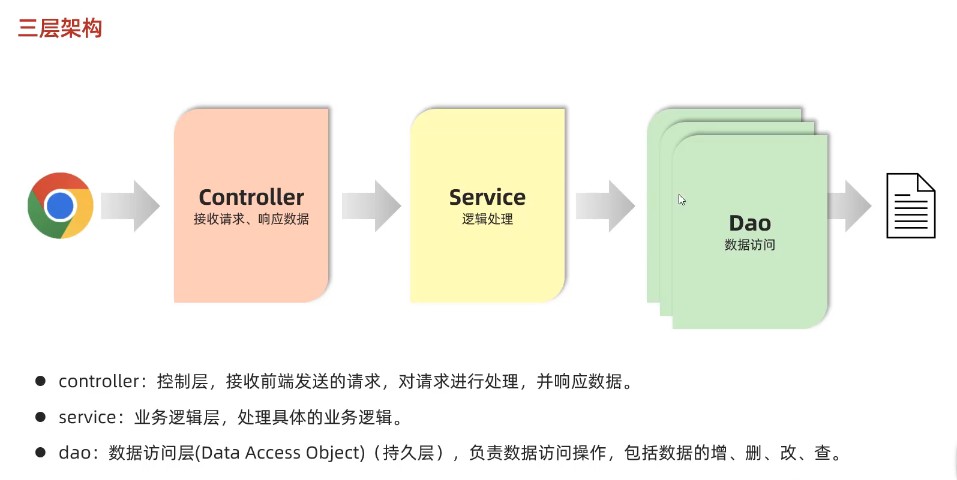 三层架构
Controller
接收请求、响应数据
Service
逻辑处理
Dao
数据访问
controller：控制层，接收前端发送的请求，对请求进行处理，并响应数据。
service：业务逻辑层，处理具体的业务逻辑。
dao：数据访问层(Data Access Object)（持久层），负责数据访问操作，包括数据的增、删、改、查。